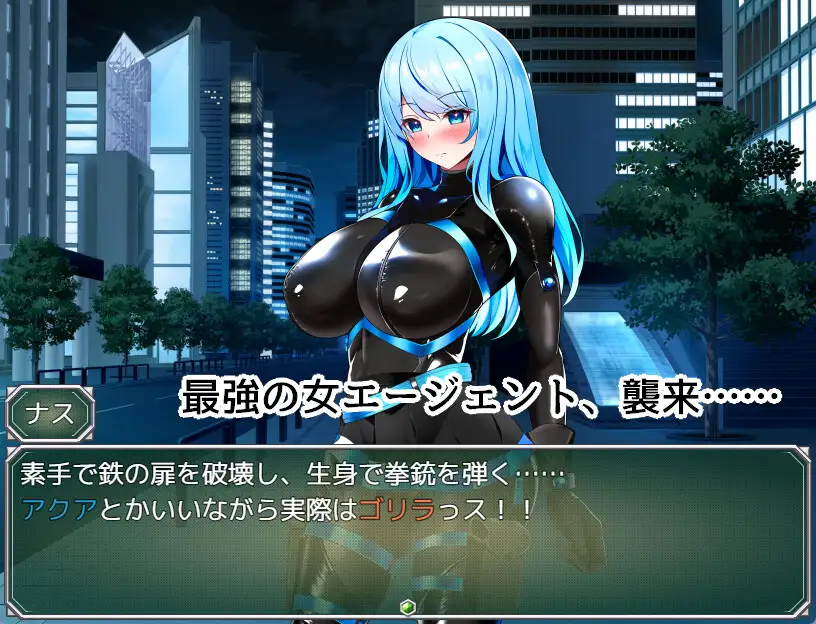 最強の女エージェント、襲来……
ナス
素手で鉄の扉を破壊し、生身で拳銃を弾く……
アクアとかいいながら実際はゴリラっス！！